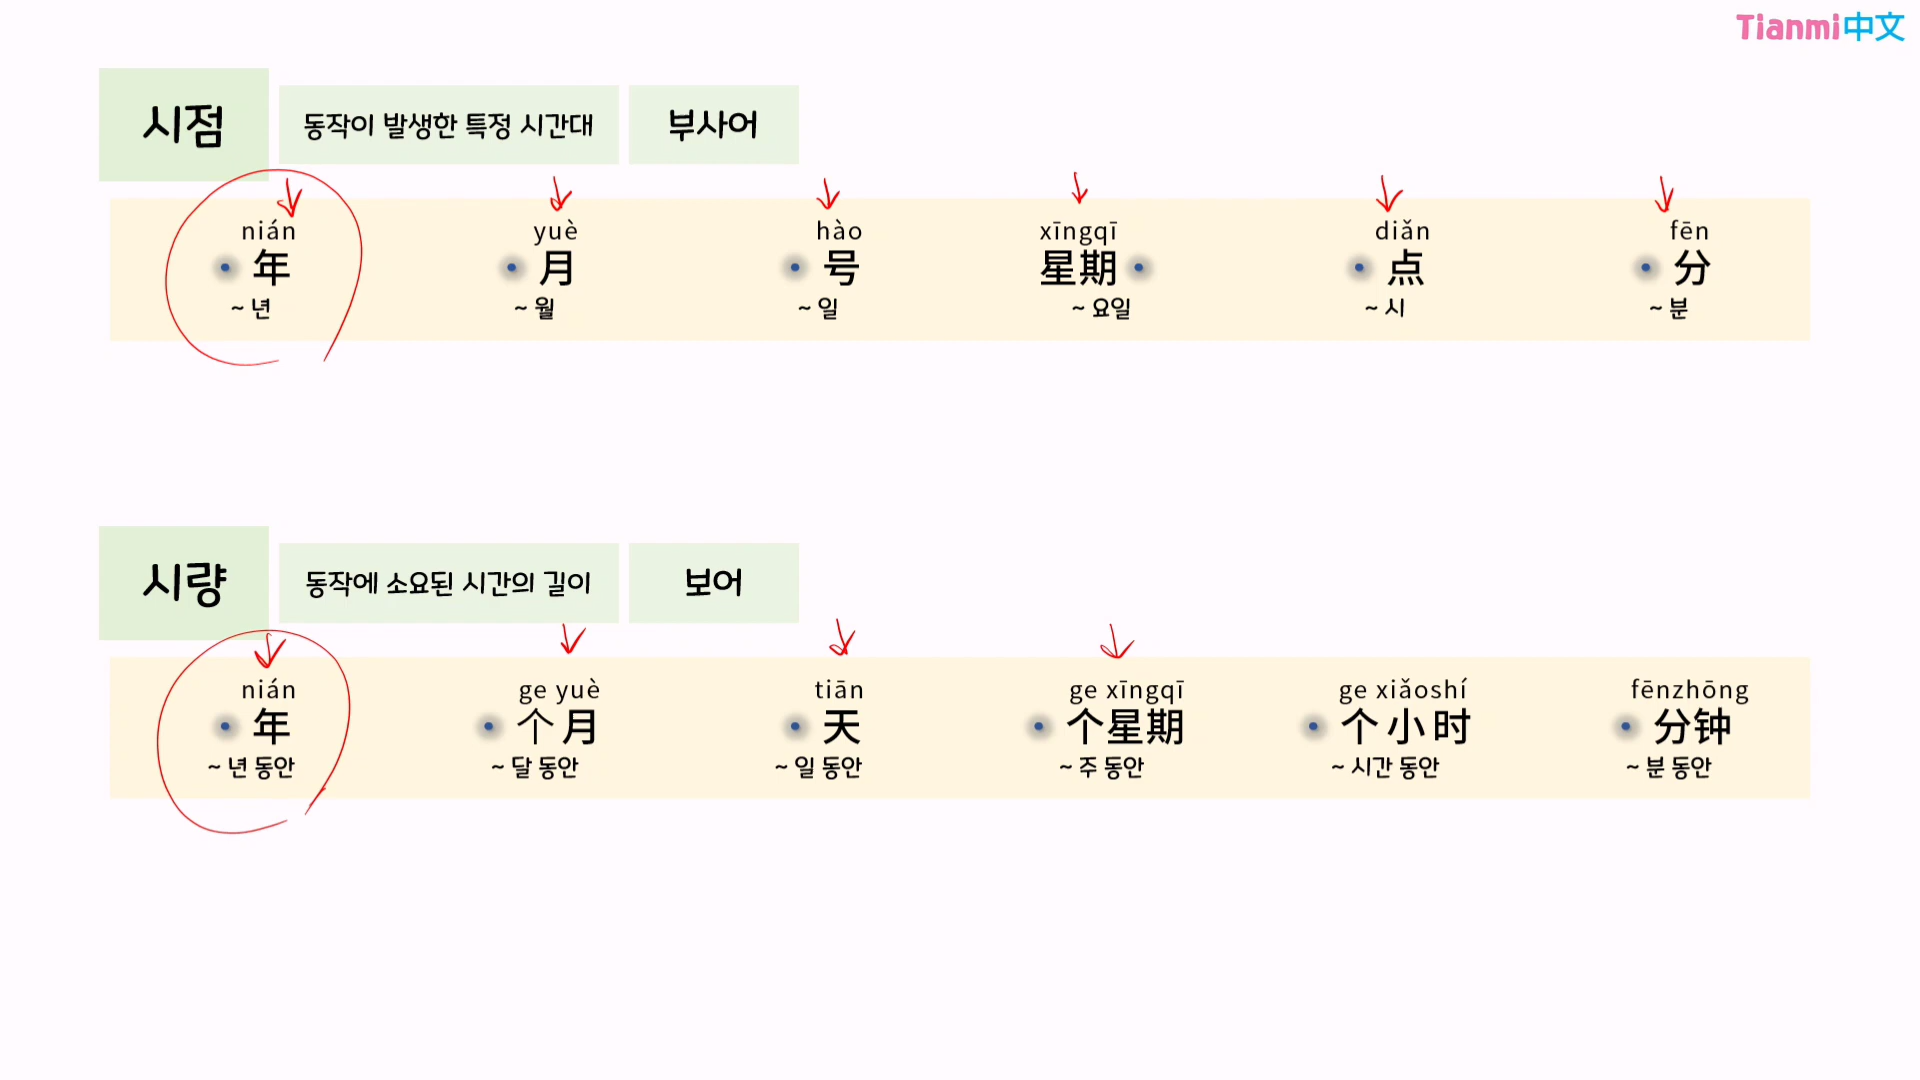 Tianmi中文
시점
동작이 발생한 특정 시간대
부사어
nián yuè hào xīngqī diǎn fēn
• 年 • 月 • 号 星期 • • 点 • 分
~ 년 ~ 월 ~ 일 ~ 요일 ~ 시 ~ 분
시량
동작에 소요된 시간의 길이
보어
nián ge yuè tiān ge xīngqī ge xiǎoshí fēnzhōng
• 年 • 个 月 • 天 • 个星期 • 个 小 时 • 分钟
~ 년 동안 ~ 달 동안 ~ 일 동안 ~ 주 동안 ~ 시간 동안 ~ 분 동안